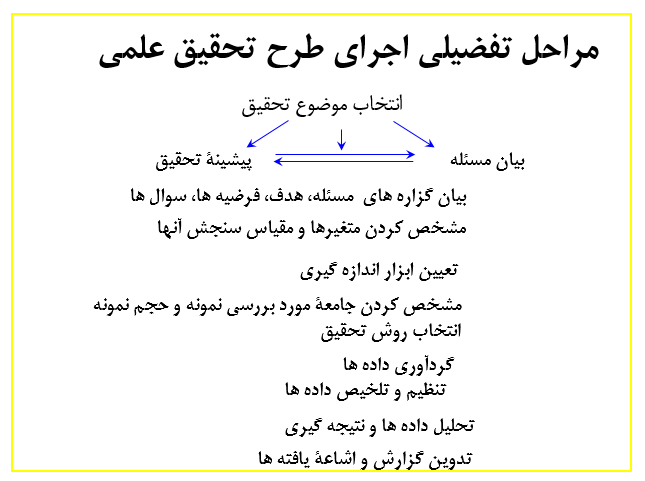 مراحل تفضیلی اجرای طرح تحقیق علمی
انتخاب موضوع تحقیق
بیان مسئله
پیشینۀ تحقیق
بیان گزاره های مسئله، هدف، فرضیه ها، سوال ها
مشخص کردن متغیرها و مقیاس سنجش آنها
تعیین ابزار اندازه گیری
مشخص کردن جامعۀ مورد بررسی نمونه و حجم نمونه
انتخاب روش تحقیق
گردآوری داده ها
تنظیم و تلخیص داده ها
تحلیل داده ها و نتیجه گیری
تدوین گزارش و اشاعۀ یافته ها